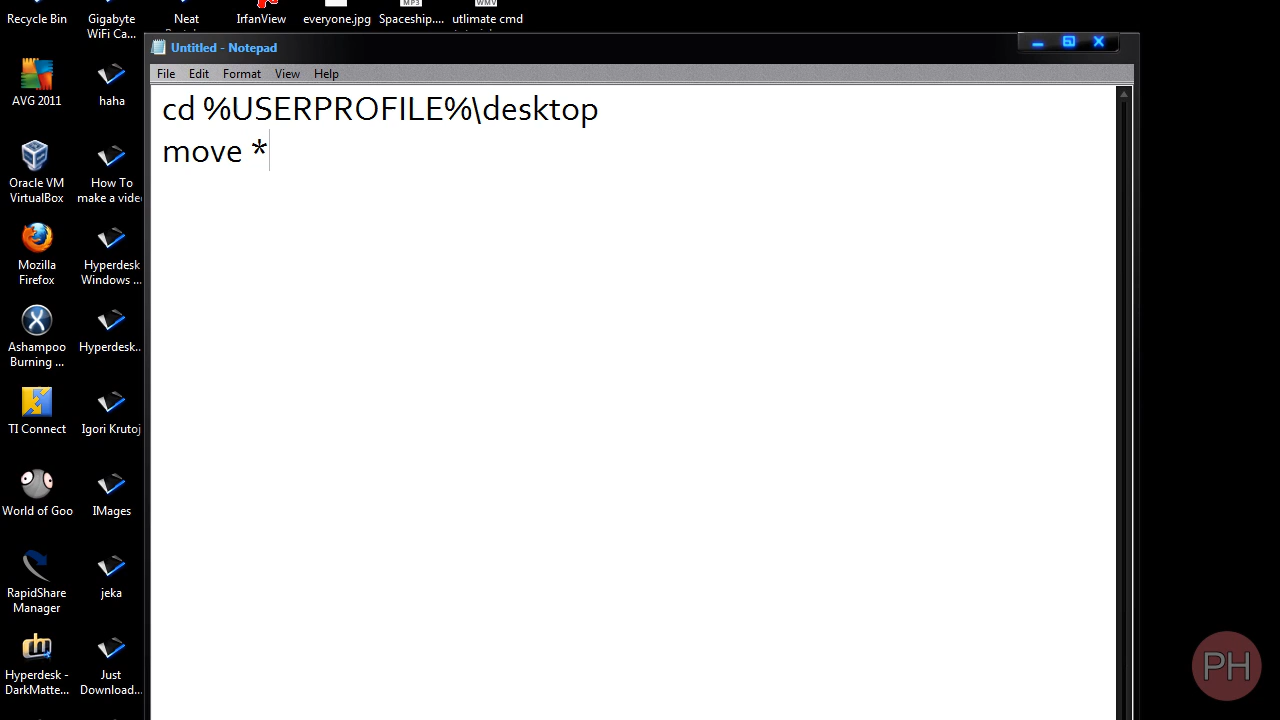 Recycle Bin
Gigabyte
WiFi Ca...
Neat
IrfanView
everyone.jpg
MP3
Spaceship....
WMV
utlimate cmd
Untitled - Notepad
File Edit Format View Help
cd %USERPROFILE%\desktop
move *
AVG 2011
haha
Oracle VM
VirtualBox
How To
make a vide
Mozilla
Firefox
Hyperdesk
Windows ...
Ashampoo
Burning ...
Hyperdesk..
TI Connect
Igori Krutoj
World of Goo
IMages
RapidShare
Manager
jeka
Hyperdesk -
DarkMatte...
Just
Download...
PH